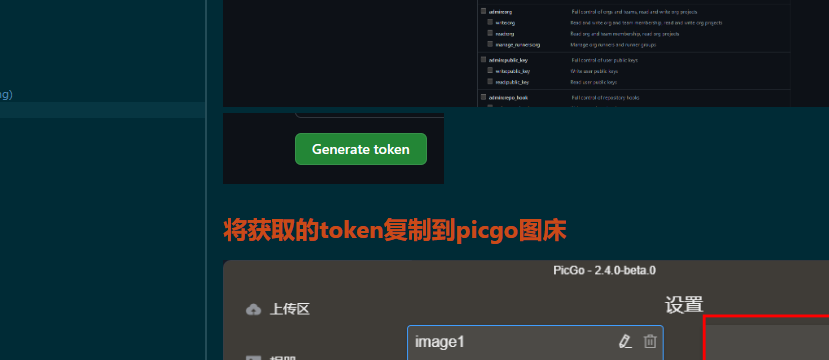 ng)
admin:org Full control of orgs and teams, read and write org projects
write:org Read and write org and team membership, read and write org projects
read:org Read org and team membership, read org projects
manage_runners:org Manage org runners and runner groups
admin:public_key Full control of user public keys
write:public_key Write user public keys
read:public_key Read user public keys
admin:repo_hook Full control of repository hooks
Generate token
将获取的token复制到picgo图床
PicGo - 2.4.0-beta.0
上传区
设置
image1